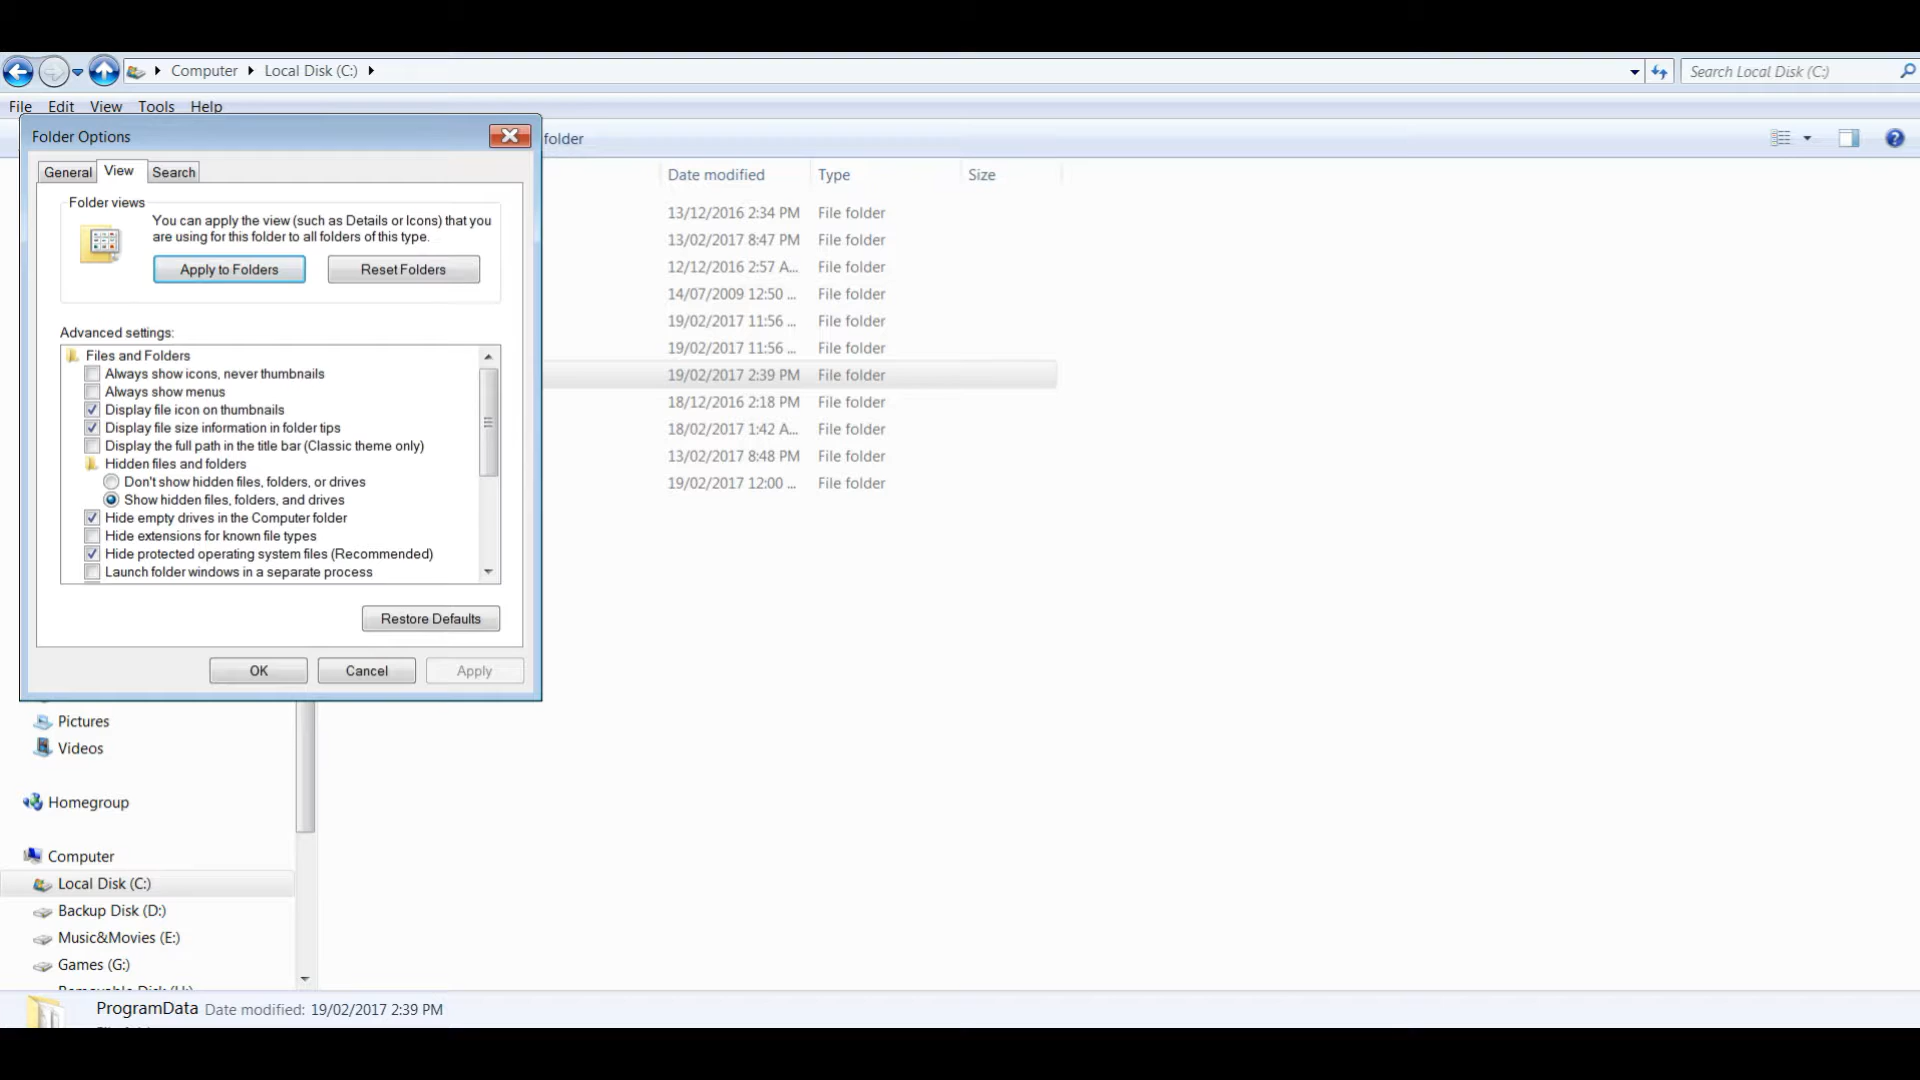 Computer Local Disk (C:)
Search Local Disk (C:)
File Edit View Tools Help
Folder Options
folder
General View Search
Folder views
You can apply the view (such as Details or Icons) that you
are using for this folder to all folders of this type.
Apply to Folders Reset Folders
Advanced settings:
Files and Folders
Always show icons, never thumbnails
Always show menus
Display file icon on thumbnails
Display file size information in folder tips
Display the full path in the title bar (Classic theme only)
Hidden files and folders
Don't show hidden files, folders, or drives
Show hidden files, folders, and drives
Hide empty drives in the Computer folder
Hide extensions for known file types
Hide protected operating system files (Recommended)
Launch folder windows in a separate process
Restore Defaults
OK Cancel Apply
Date modified Type Size
13/12/2016 2:34 PM File folder
13/02/2017 8:47 PM File folder
12/12/2016 2:57 A... File folder
14/07/2009 12:50 ... File folder
19/02/2017 11:56 ... File folder
19/02/2017 11:56 ... File folder
19/02/2017 2:39 PM File folder
18/12/2016 2:18 PM File folder
18/02/2017 1:42 A... File folder
13/02/2017 8:48 PM File folder
19/02/2017 12:00 ... File folder
Pictures
Videos
Homegroup
Computer
Local Disk (C:)
Backup Disk (D:)
Music&Movies (E:)
Games (G:)
ProgramData Date modified: 19/02/2017 2:39 PM